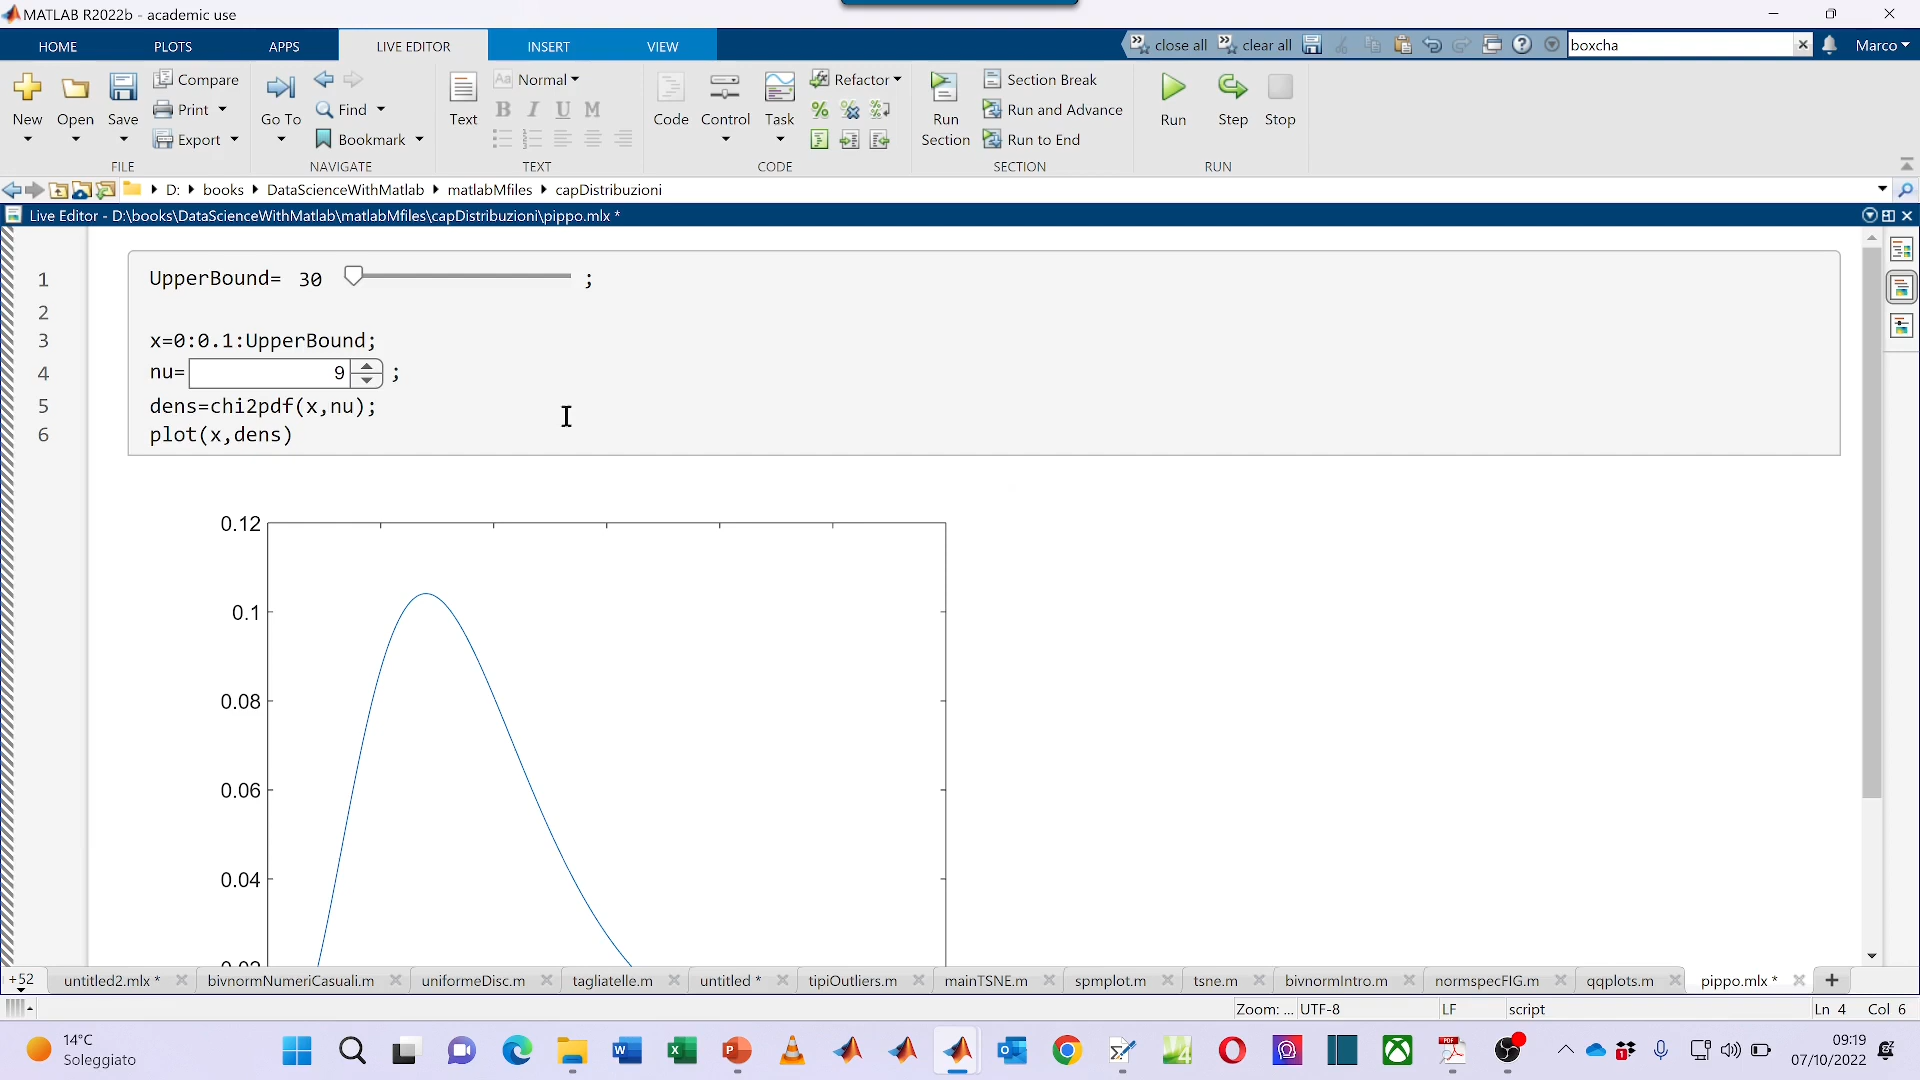 MATLAB R2022b - academic use
HOME PLOTS APPS LIVE EDITOR INSERT VIEW close all clear all boxcha Marco
New Open Save Compare Print Export Go To Find Bookmark Text Normal B I U M Code Control Task Refactor Run Section Section Break Run and Advance Run to End Run Step Stop
FILE NAVIGATE TEXT CODE SECTION RUN
D: books DataScienceWithMatlab matlabMfiles capDistribuzioni
Live Editor - D:\books\DataScienceWithMatlab\matlabMfiles\capDistribuzioni\pippo.mlx *
1 UpperBound= 30 ;
2
3 x=0:0.1:UpperBound;
4 nu= 9 ;
5 dens=chi2pdf(x,nu);
6 plot(x,dens)
0.12
0.1
0.08
0.06
0.04
0.02
+52 untitled2.mlx * bivnormNumeriCasuali.m uniformeDisc.m tagliatelle.m untitled * tipiOutliers.m mainTSNE.m spmplot.m tsne.m bivnormIntro.m normspecFIG.m qqplots.m pippo.mlx *
Zoom: ... UTF-8 LF script Ln 4 Col 6
14°C
Soleggiato
09:19
07/10/2022